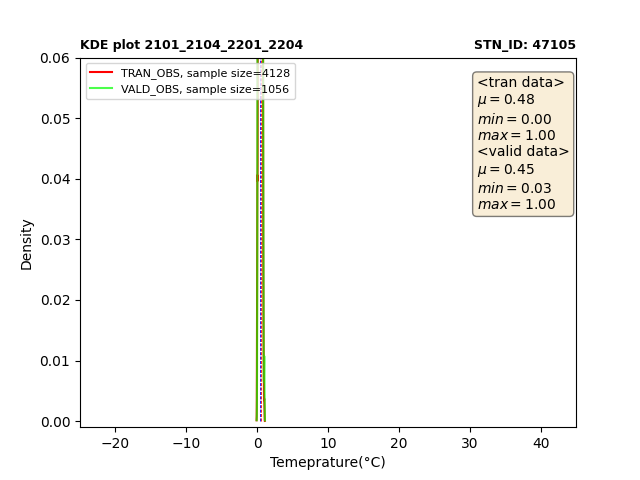 KDE plot 2101_2104_2201_2204
STN_ID: 47105
TRAN_OBS, sample size=4128
VALD_OBS, sample size=1056
<tran data>
μ = 0.48
min = 0.00
max = 1.00
<valid data>
μ = 0.45
min = 0.03
max = 1.00
Density
0.06
0.05
0.04
0.03
0.02
0.01
0.00
−20 −10 0 10 20 30 40
Temeprature(°C)